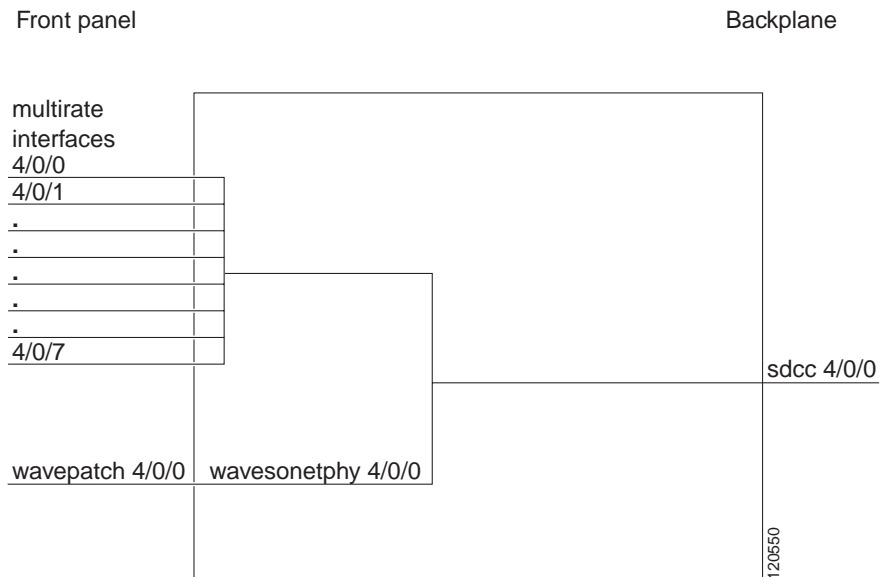 Front panel
Backplane
multirate
interfaces
4/0/0
4/0/1
.
.
.
.
.
4/0/7
sdcc 4/0/0
wavepatch 4/0/0
wavesonetphy 4/0/0
120550